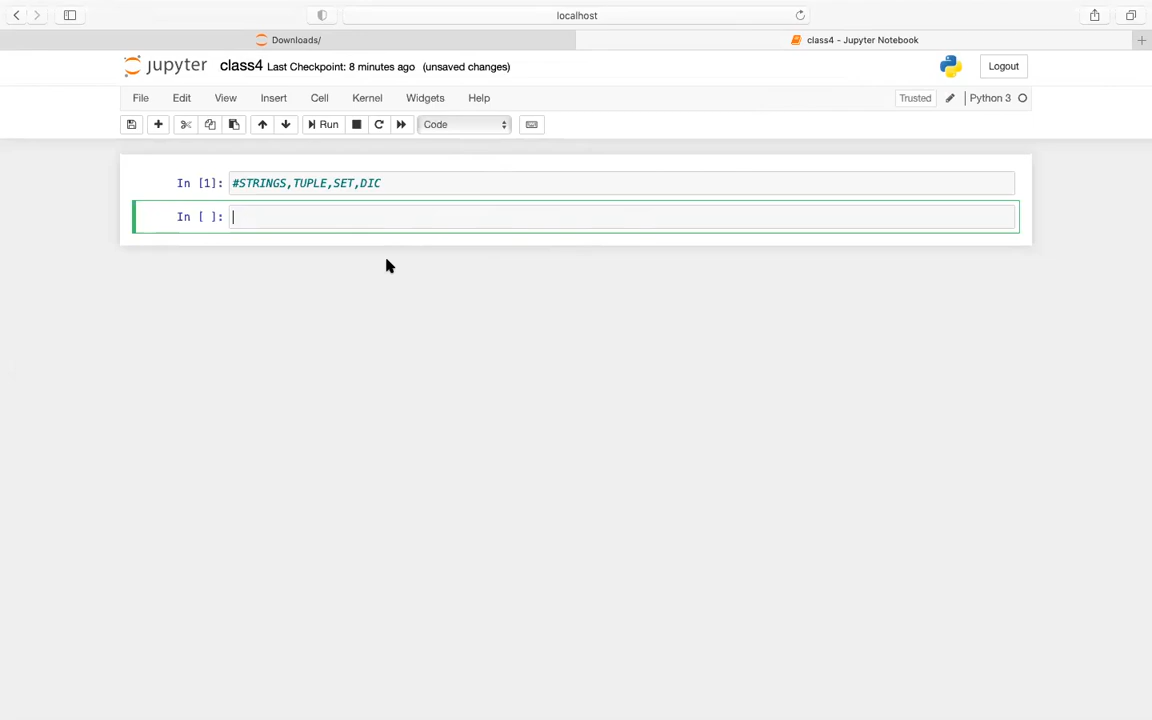 localhost
Downloads/
class4 - Jupyter Notebook
jupyter class4 Last Checkpoint: 8 minutes ago (unsaved changes) Logout
File Edit View Insert Cell Kernel Widgets Help Trusted Python 3
Run Code
In [1]: #STRINGS,TUPLE,SET,DIC
In [ ]: